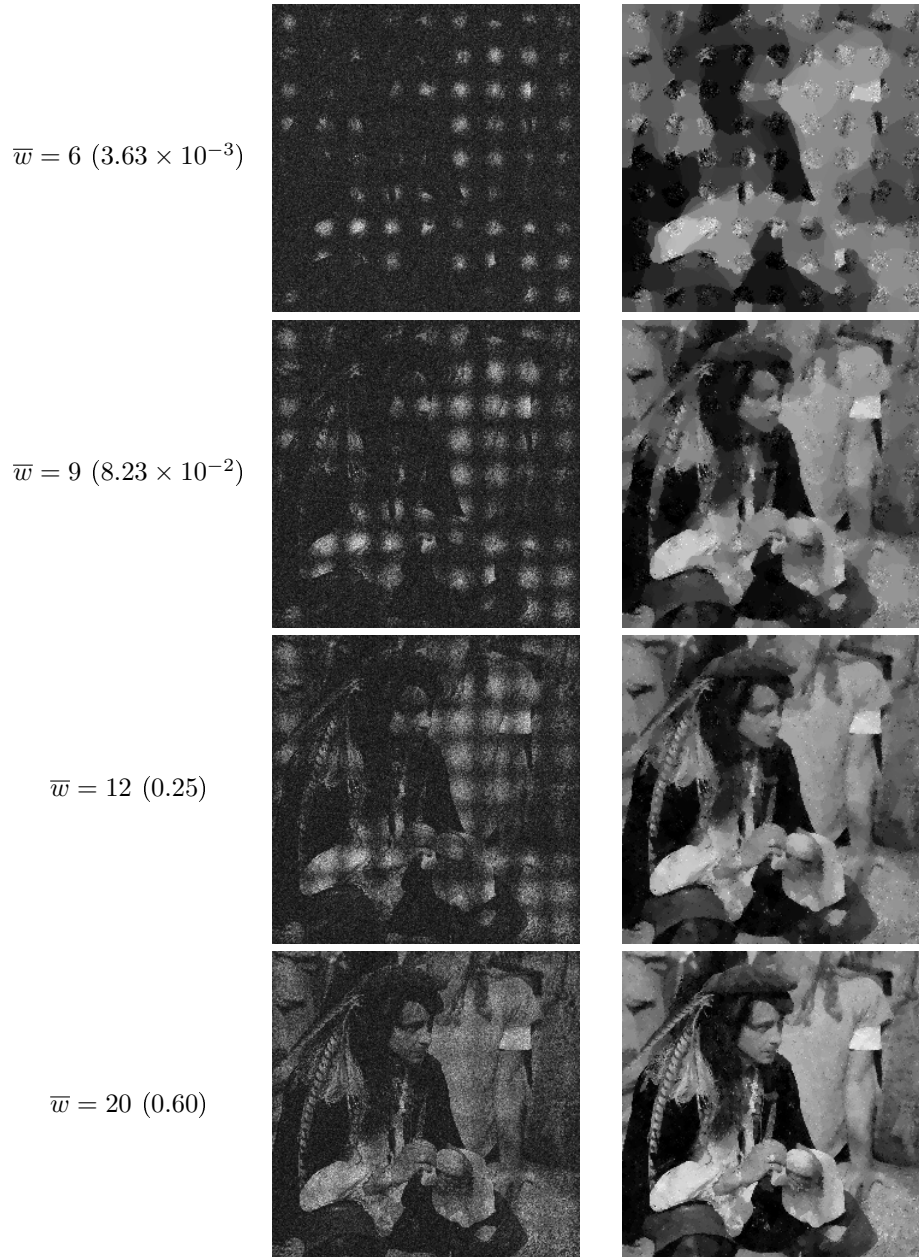 w̅ = 6 (3.63 × 10⁻³)
w̅ = 9 (8.23 × 10⁻²)
w̅ = 12 (0.25)
w̅ = 20 (0.60)